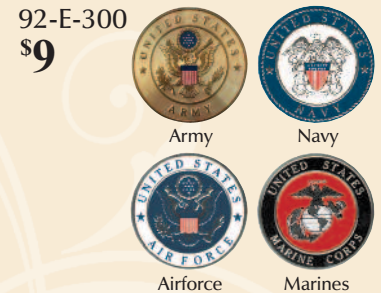 92-E-300
$9
UNITED STATES
ARMY
Army
UNITED STATES
NAVY
Navy
UNITED STATES
AIR FORCE
Airforce
UNITED STATES
MARINE CORPS
Marines